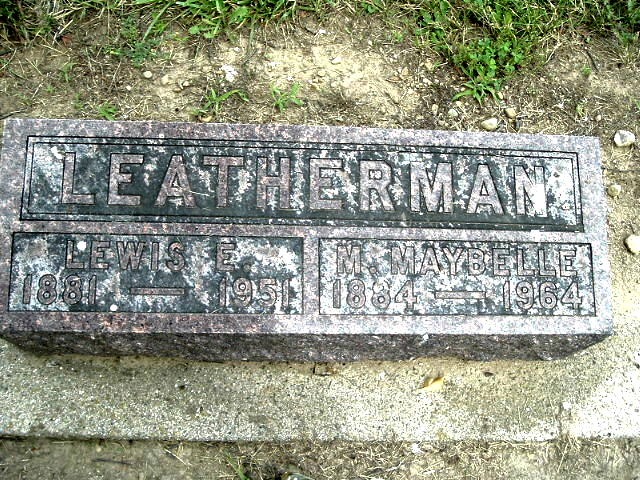 LEATHERMAN
LEWIS E.
1881 — 1951
M. MAYBELLE
1884 — 1964